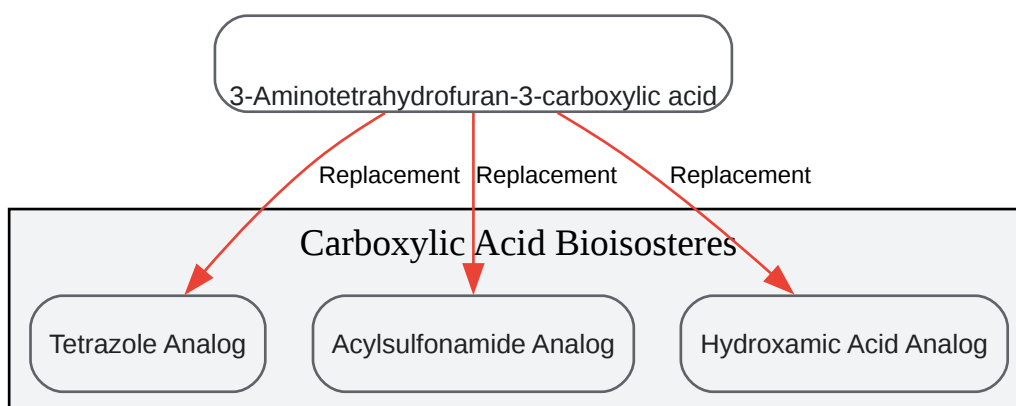 3-Aminotetrahydrofuran-3-carboxylic acid
Replacement Replacement Replacement
Carboxylic Acid Bioisosteres
Tetrazole Analog Acylsulfonamide Analog Hydroxamic Acid Analog